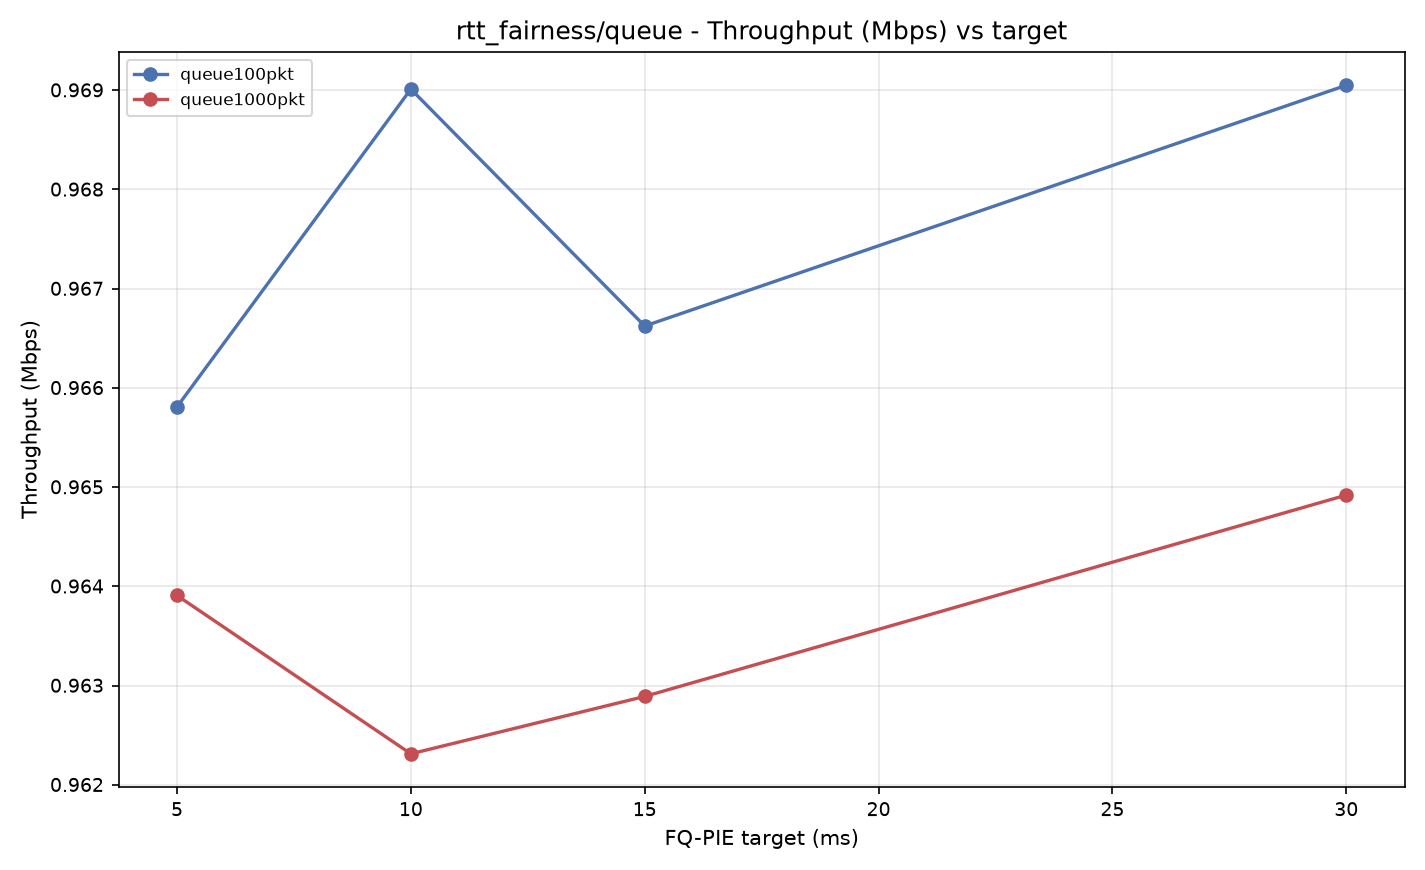 rtt_fairness/queue - Throughput (Mbps) vs target
queue100pkt
queue1000pkt
Throughput (Mbps)
0.969
0.968
0.967
0.966
0.965
0.964
0.963
0.962
5
10
15
20
25
30
FQ-PIE target (ms)